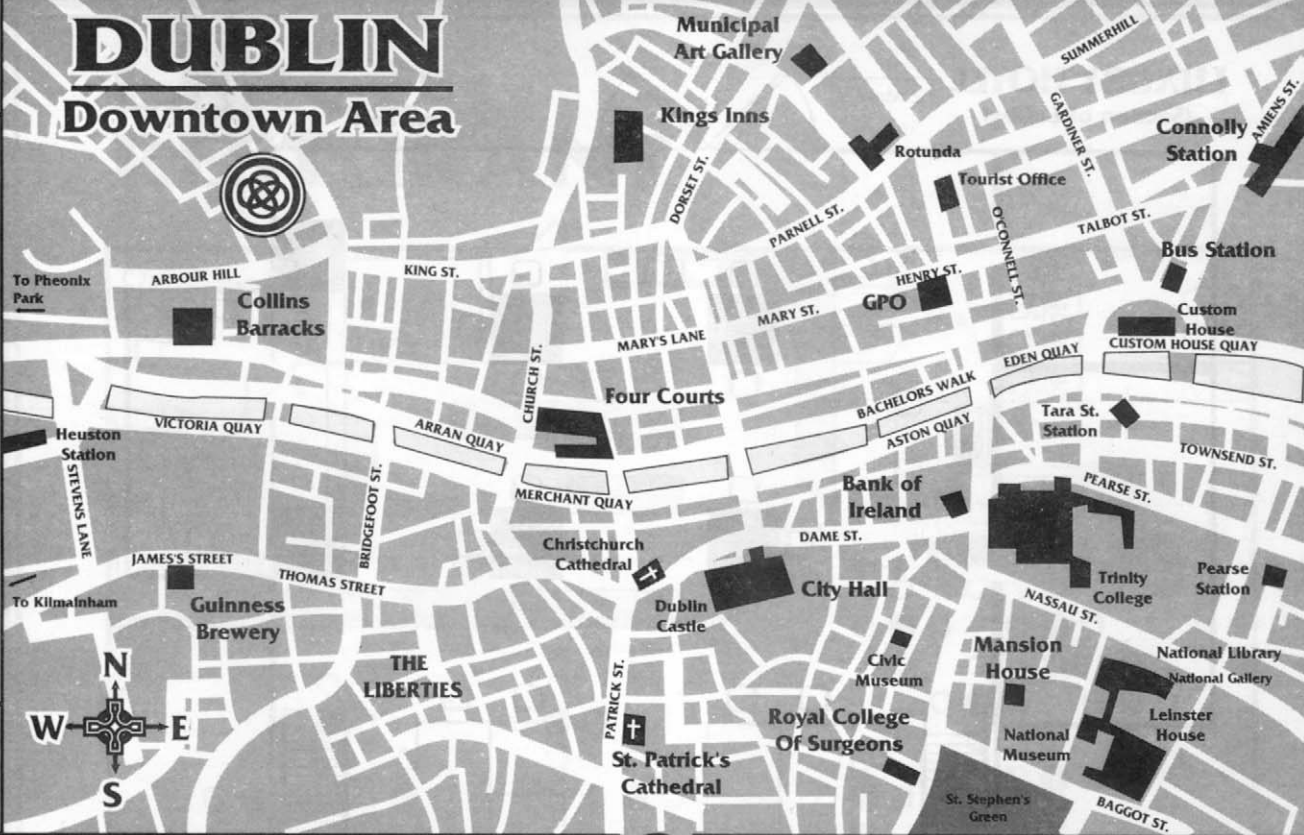 DUBLIN
Downtown Area
Municipal
Art Gallery
SUMMERHILL
Kings Inns
GARDINER ST.
AMIENS ST.
Connolly
Station
Rotunda
DORSET ST.
Tourist Office
O'CONNELL ST.
PARNELL ST.
TALBOT ST.
Bus Station
To Pheonix
Park
ARBOUR HILL
KING ST.
HENRY ST.
GPO
Collins
Barracks
MARY ST.
Custom
House
MARY'S LANE
CUSTOM HOUSE QUAY
EDEN QUAY
CHURCH ST.
Four Courts
BACHELORS WALK
ASTON QUAY
Tara St.
Station
VICTORIA QUAY
ARRAN QUAY
Heuston
Station
TOWNSEND ST.
STEVENS LANE
BRIDGEFOOT ST.
MERCHANT QUAY
Bank of
Ireland
PEARSE ST.
DAME ST.
Christchurch
Cathedral
JAMES'S STREET
THOMAS STREET
To Kilmainham
Guinness
Brewery
Dublin
Castle
City Hall
Trinity
College
Pearse
Station
NASSAU ST.
N
W
E
S
THE
LIBERTIES
Civic
Museum
Mansion
House
National Library
National Gallery
PATRICK ST.
Royal College
Of Surgeons
National
Museum
Leinster
House
St. Patrick's
Cathedral
St. Stephen's
Green
BAGGOT ST.